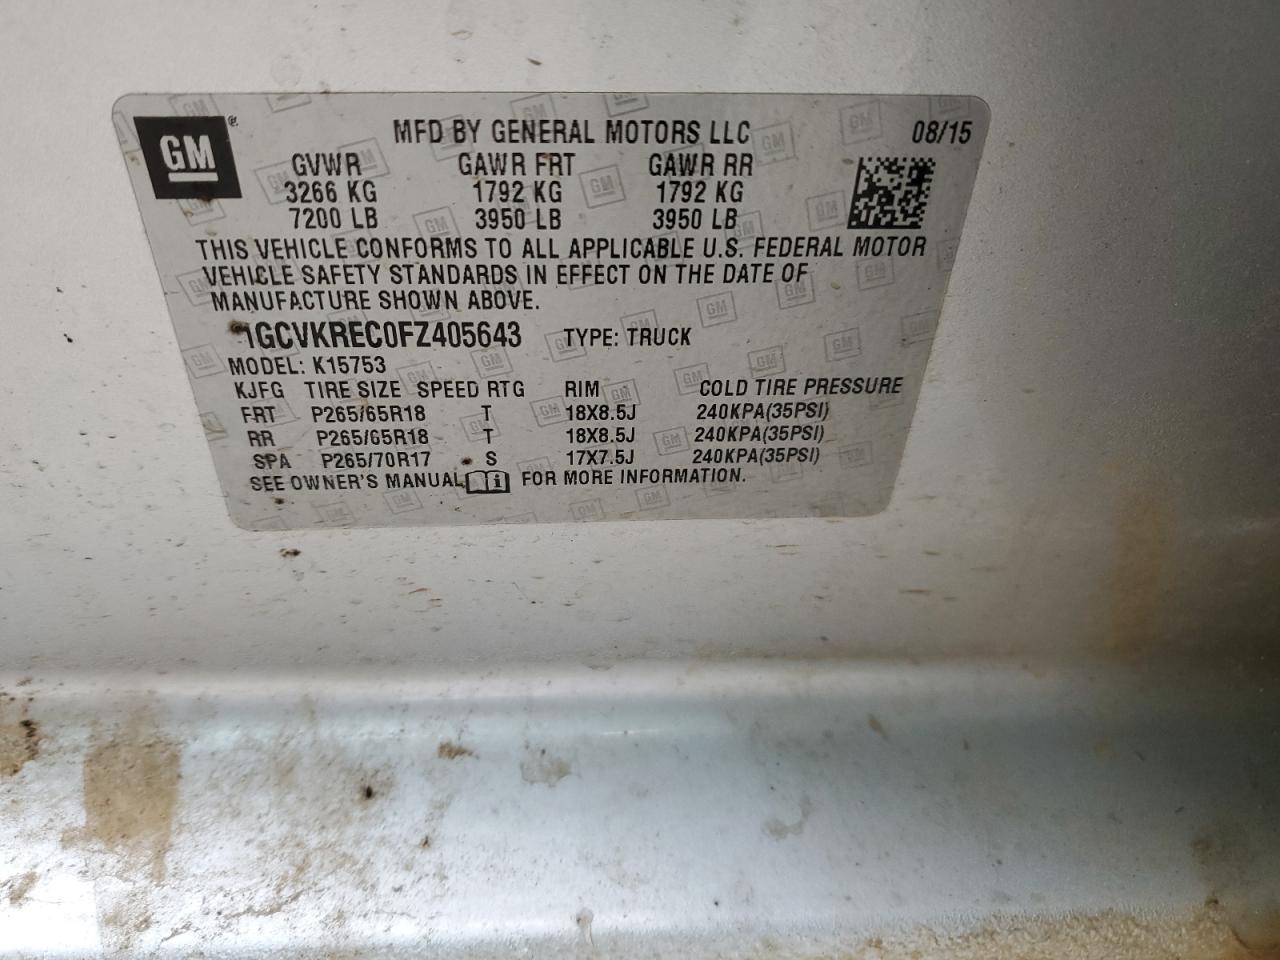 GM ®
MFD BY GENERAL MOTORS LLC 08/15
GVWR GAWR FRT GAWR RR
3266 KG 1792 KG 1792 KG
7200 LB 3950 LB 3950 LB
THIS VEHICLE CONFORMS TO ALL APPLICABLE U.S. FEDERAL MOTOR
VEHICLE SAFETY STANDARDS IN EFFECT ON THE DATE OF
MANUFACTURE SHOWN ABOVE.
1GCVKREC0FZ405643 TYPE: TRUCK
MODEL: K15753
KJFG TIRE SIZE SPEED RTG RIM COLD TIRE PRESSURE
FRT P265/65R18 T 18X8.5J 240KPA(35PSI)
RR P265/65R18 T 18X8.5J 240KPA(35PSI)
SPA P265/70R17 S 17X7.5J 240KPA(35PSI)
SEE OWNER'S MANUAL i FOR MORE INFORMATION.